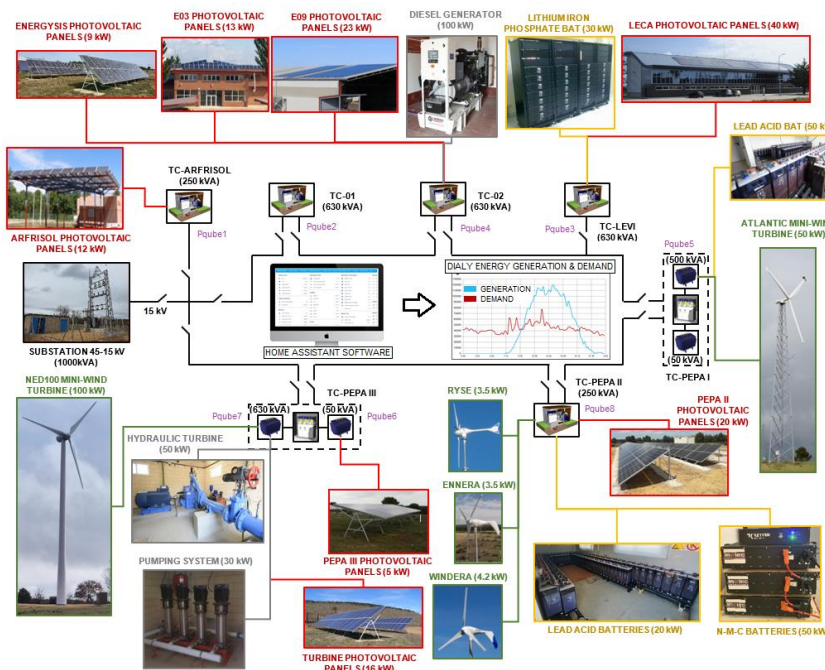 ENERGYSIS PHOTOVOLTAIC
PANELS (9 kW)
E03 PHOTOVOLTAIC
PANELS (13 kW)
E09 PHOTOVOLTAIC
PANELS (23 kW)
DIESEL GENERATOR
(100 kW)
LITHIUM IRON
PHOSPHATE BAT (30 kW)
LECA PHOTOVOLTAIC PANELS (40 kW)
LEAD ACID BAT (50 kW)
TC-ARFRISOL
(250 kVA)
TC-01
(630 kVA)
TC-02
(630 kVA)
TC-LEVI
(630 kVA)
Pqube1
Pqube2
Pqube4
Pqube3
Pqube5
ATLANTIC MINI-WIND
TURBINE (50 kW)
ARFRISOL PHOTOVOLTAIC
PANELS (12 kW)
(500 kVA)
DIALY ENERGY GENERATION & DEMAND
GENERATION
DEMAND
15 kV
SUBSTATION 45-15 kV
(1000kVA)
HOME ASSISTANT SOFTWARE
(50 kVA)
TC-PEPA I
NED100 MINI-WIND
TURBINE (100 kW)
TC-PEPA III
TC-PEPA II
(250 kVA)
RYSE (3.5 kW)
PEPA II
PHOTOVOLTAIC
PANELS (20 kW)
Pqube7
(630 kVA)
(50 kVA)
Pqube6
Pqube8
HYDRAULIC TURBINE
(50 kW)
ENNERA (3.5 kW)
PUMPING SYSTEM (30 kW)
PEPA III PHOTOVOLTAIC
PANELS (5 kW)
WINDERA (4.2 kW)
TURBINE PHOTOVOLTAIC
PANELS (16 kW)
LEAD ACID BATTERIES (20 kW)
N-M-C BATTERIES (50 kW)